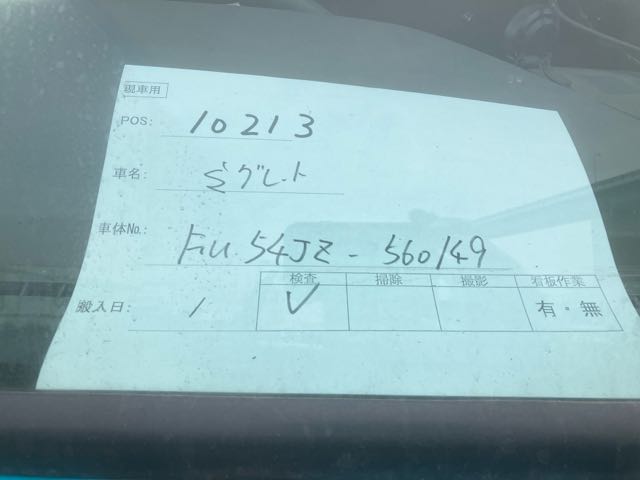 現車用
POS: 10213
車名: ミグレット
車体No.: FU54JZ-560149
検査 掃除 撮影 看板作業
搬入日: / ✓ 有・無